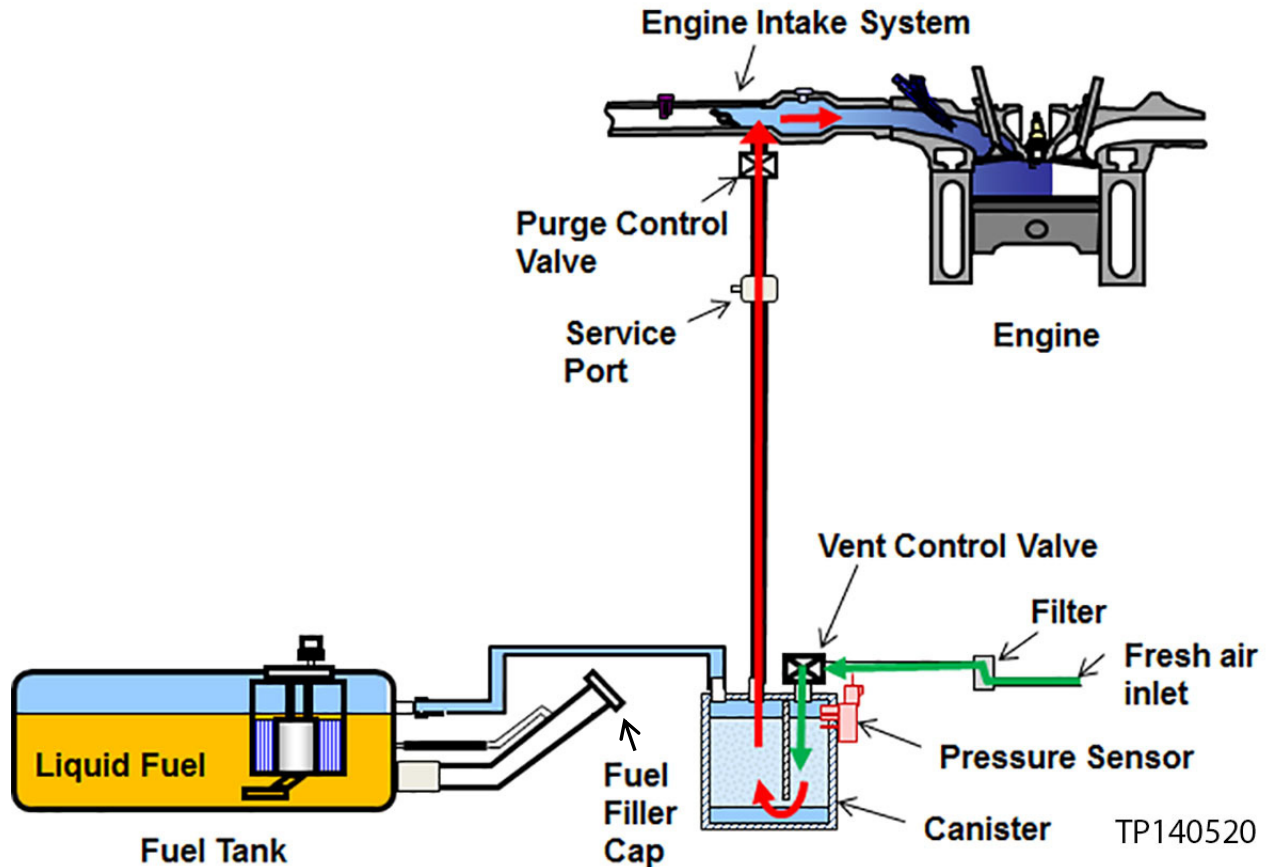 Engine Intake System
Purge Control
Valve
Service
Port
Engine
Vent Control Valve
Filter
Fresh air
inlet
Liquid Fuel
Pressure Sensor
Fuel
Filler
Cap
Canister
TP140520
Fuel Tank